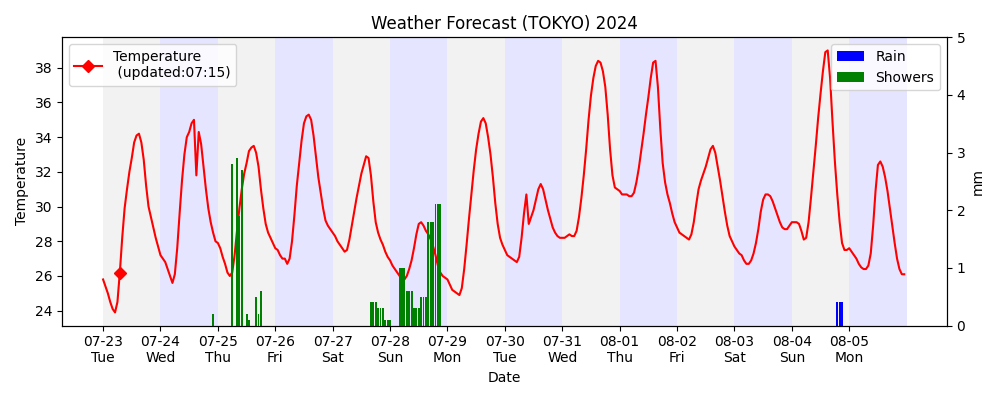 Weather Forecast (TOKYO) 2024
Temperature
(updated:07:15)
Rain
Showers
Temperature
38
36
34
32
30
28
26
24
5
4
3
2
1
0
mm
07-23 07-24 07-25 07-26 07-27 07-28 07-29 07-30 07-31 08-01 08-02 08-03 08-04 08-05
Tue Wed Thu Fri Sat Sun Mon Tue Wed Thu Fri Sat Sun Mon
Date